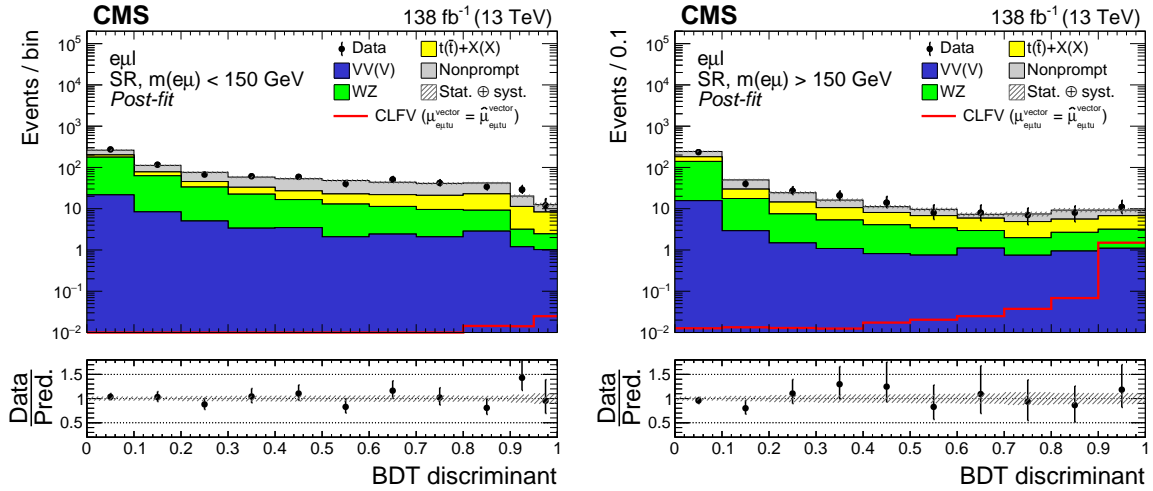 CMS 138 fb⁻¹ (13 TeV)
Events / bin
10⁵
10⁴
10³
10²
10
1
10⁻¹
10⁻²
eμl
SR, m(eμ) < 150 GeV
Post-fit
Data t(t̄)+X(X)
VV(V) Nonprompt
WZ Stat. ⊕ syst.
CLFV (μ^vector_eμtu = μ̂^vector_eμtu)
Data
Pred.
1.5
1
0.5
0 0.1 0.2 0.3 0.4 0.5 0.6 0.7 0.8 0.9 1
BDT discriminant
CMS 138 fb⁻¹ (13 TeV)
Events / 0.1
10⁵
10⁴
10³
10²
10
1
10⁻¹
10⁻²
eμl
SR, m(eμ) > 150 GeV
Post-fit
Data t(t̄)+X(X)
VV(V) Nonprompt
WZ Stat. ⊕ syst.
CLFV (μ^vector_eμtu = μ̂^vector_eμtu)
Data
Pred.
1.5
1
0.5
0 0.1 0.2 0.3 0.4 0.5 0.6 0.7 0.8 0.9 1
BDT discriminant